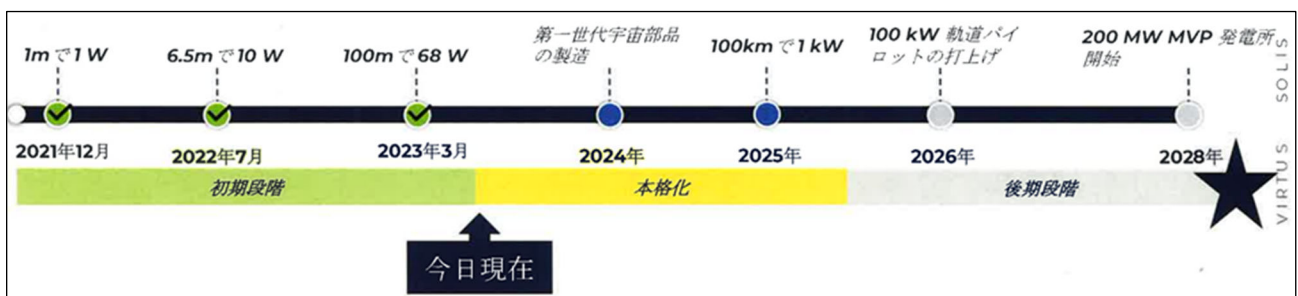 1mで1 W
6.5mで10 W
100mで68 W
第一世代宇宙部品
の製造
100kmで1 kW
100 kW 軌道パイ
ロットの打上げ
200 MW MVP 発電所
開始
2021年12月
2022年7月
2023年3月
2024年
2025年
2026年
2028年
初期段階
本格化
後期段階
今日現在
VIRTUS SOLIS